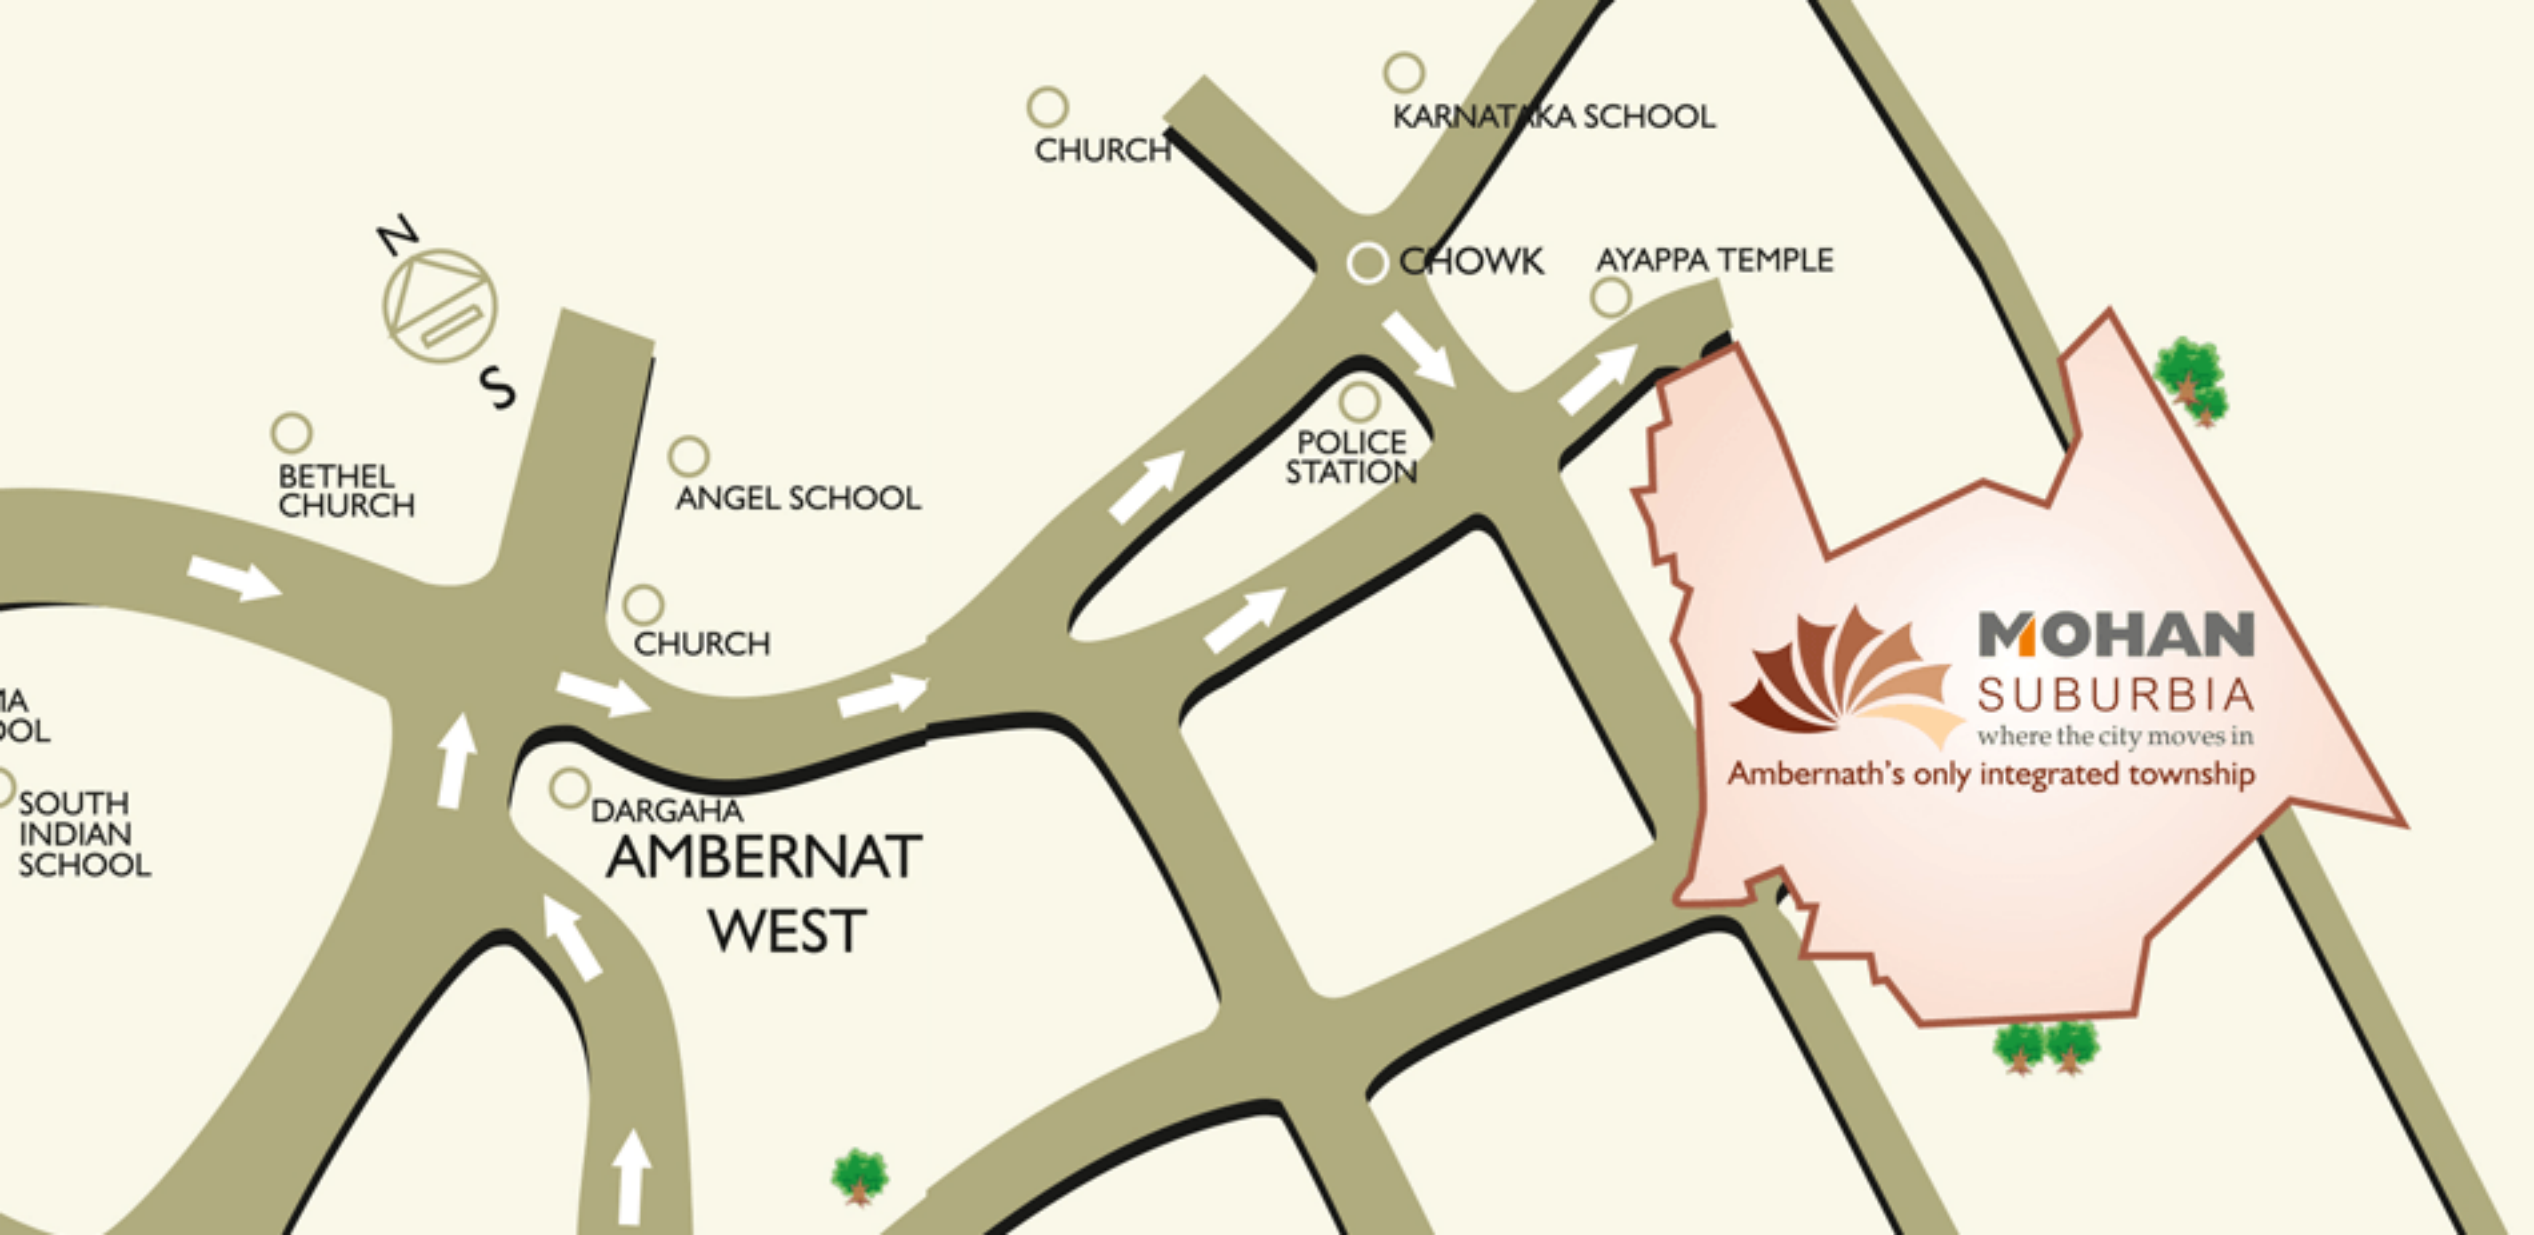 KARNATAKA SCHOOL
CHURCH
N
CHOWK
AYAPPA TEMPLE
S
POLICE
STATION
BETHEL
CHURCH
ANGEL SCHOOL
CHURCH
MOHAN
SUBURBIA
where the city moves in
Ambernath's only integrated township
SOUTH
INDIAN
SCHOOL
DARGAHA
AMBERNAT
WEST